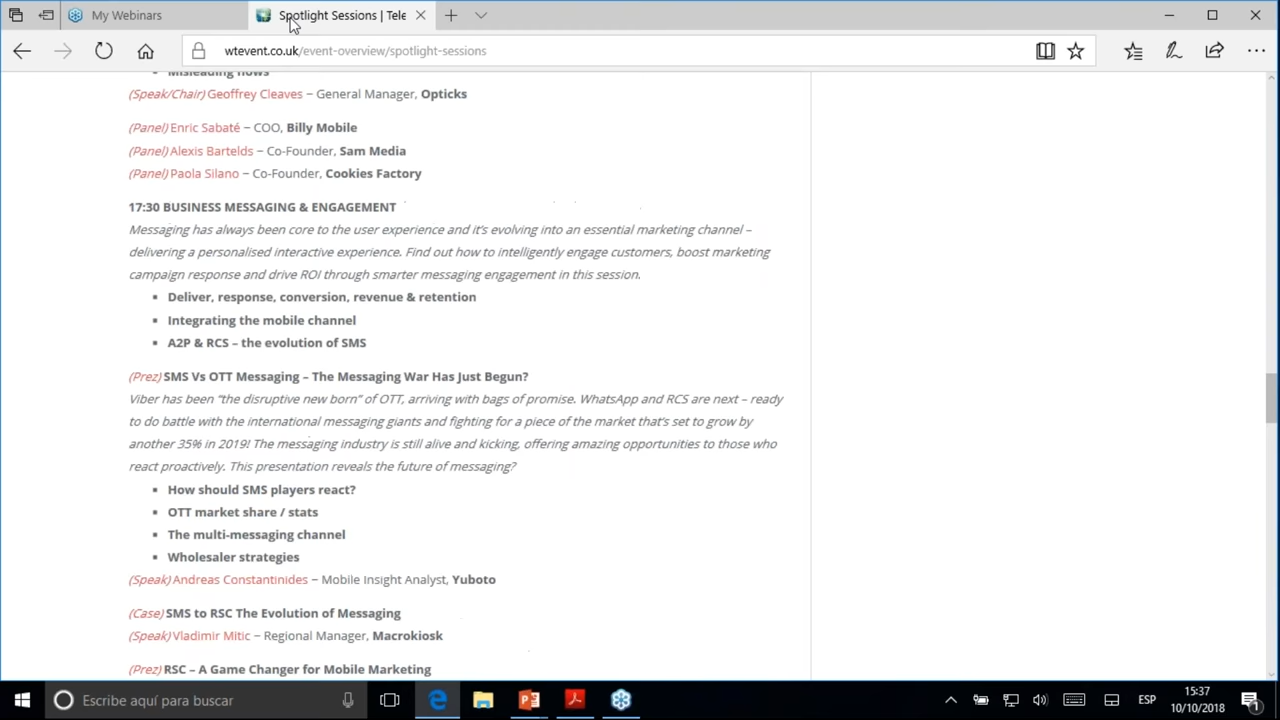 My Webinars
Spotlight Sessions | Tele
wtevent.co.uk/event-overview/spotlight-sessions
▪ Misleading flows
(Speak/Chair) Geoffrey Cleaves – General Manager, Opticks
(Panel) Enric Sabaté – COO, Billy Mobile
(Panel) Alexis Bartelds – Co-Founder, Sam Media
(Panel) Paola Silano – Co-Founder, Cookies Factory
17:30 BUSINESS MESSAGING & ENGAGEMENT
Messaging has always been core to the user experience and it's evolving into an essential marketing channel –
delivering a personalised interactive experience. Find out how to intelligently engage customers, boost marketing
campaign response and drive ROI through smarter messaging engagement in this session.
▪ Deliver, response, conversion, revenue & retention
▪ Integrating the mobile channel
▪ A2P & RCS – the evolution of SMS
(Prez) SMS Vs OTT Messaging – The Messaging War Has Just Begun?
Viber has been “the disruptive new born” of OTT, arriving with bags of promise. WhatsApp and RCS are next – ready
to do battle with the international messaging giants and fighting for a piece of the market that's set to grow by
another 35% in 2019! The messaging industry is still alive and kicking, offering amazing opportunities to those who
react proactively. This presentation reveals the future of messaging?
▪ How should SMS players react?
▪ OTT market share / stats
▪ The multi-messaging channel
▪ Wholesaler strategies
(Speak) Andreas Constantinides – Mobile Insight Analyst, Yuboto
(Case) SMS to RSC The Evolution of Messaging
(Speak) Vladimir Mitic – Regional Manager, Macrokiosk
(Prez) RSC – A Game Changer for Mobile Marketing
Escribe aquí para buscar
ESP
15:37
10/10/2018
1